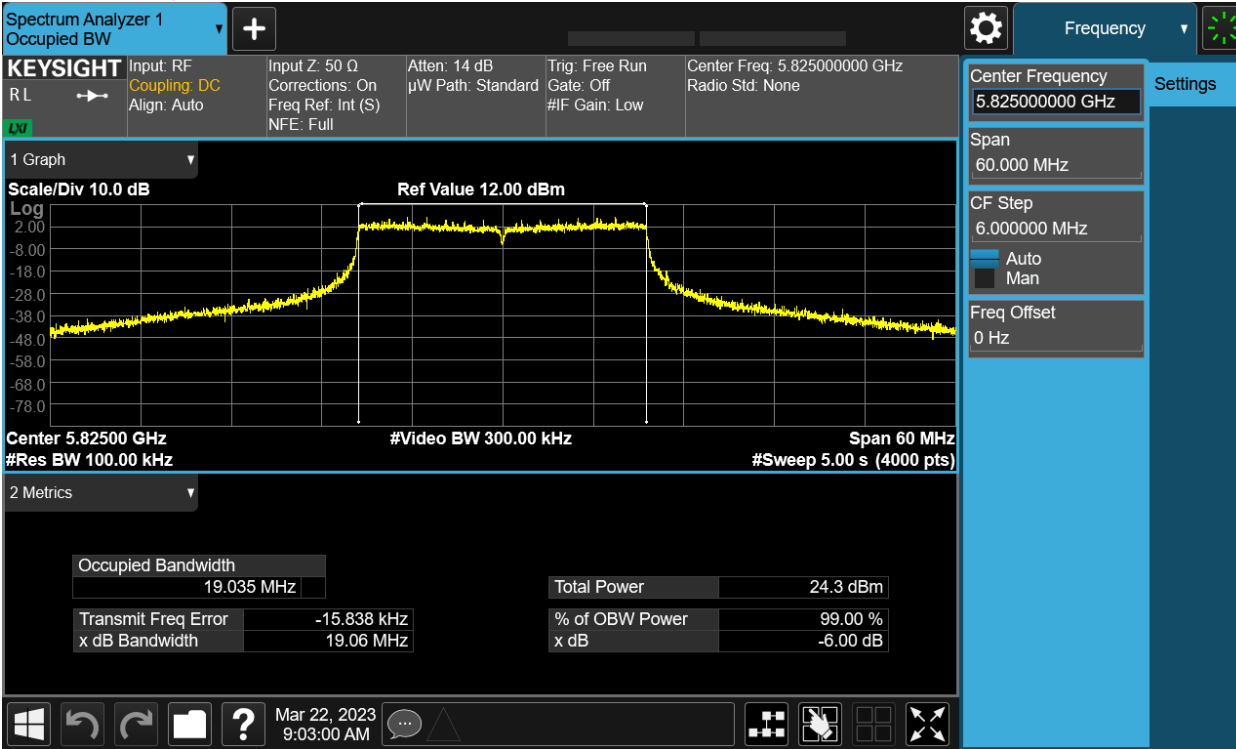 Spectrum Analyzer 1
Occupied BW
▼
+
Frequency
▼
KEYSIGHT
R L
LXI
Input: RF
Coupling: DC
Align: Auto
Input Z: 50 Ω
Corrections: On
Freq Ref: Int (S)
NFE: Full
Atten: 14 dB
µW Path: Standard
Trig: Free Run
Gate: Off
#IF Gain: Low
Center Freq: 5.825000000 GHz
Radio Std: None
Center Frequency
5.825000000 GHz
Settings
Span
60.000 MHz
CF Step
6.000000 MHz
Auto
Man
Freq Offset
0 Hz
1 Graph ▼
Scale/Div 10.0 dB
Ref Value 12.00 dBm
Log
2.00
-8.00
-18.0
-28.0
-38.0
-48.0
-58.0
-68.0
-78.0
Center 5.82500 GHz
#Video BW 300.00 kHz
Span 60 MHz
#Res BW 100.00 kHz
#Sweep 5.00 s (4000 pts)
2 Metrics ▼
Occupied Bandwidth
19.035 MHz
Total Power 24.3 dBm
Transmit Freq Error -15.838 kHz
% of OBW Power 99.00 %
x dB Bandwidth 19.06 MHz
x dB -6.00 dB
?
Mar 22, 2023
9:03:00 AM